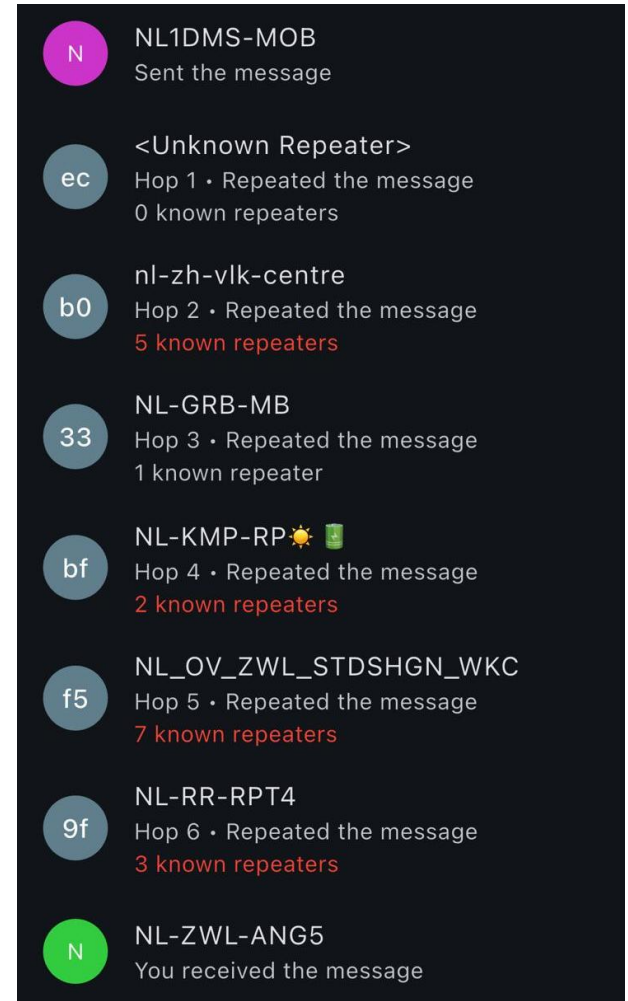 N
NL1DMS-MOB
Sent the message
ec
<Unknown Repeater>
Hop 1 • Repeated the message
0 known repeaters
b0
nl-zh-vlk-centre
Hop 2 • Repeated the message
5 known repeaters
33
NL-GRB-MB
Hop 3 • Repeated the message
1 known repeater
bf
NL-KMP-RP☀️🔋
Hop 4 • Repeated the message
2 known repeaters
f5
NL_OV_ZWL_STDSHGN_WKC
Hop 5 • Repeated the message
7 known repeaters
9f
NL-RR-RPT4
Hop 6 • Repeated the message
3 known repeaters
N
NL-ZWL-ANG5
You received the message